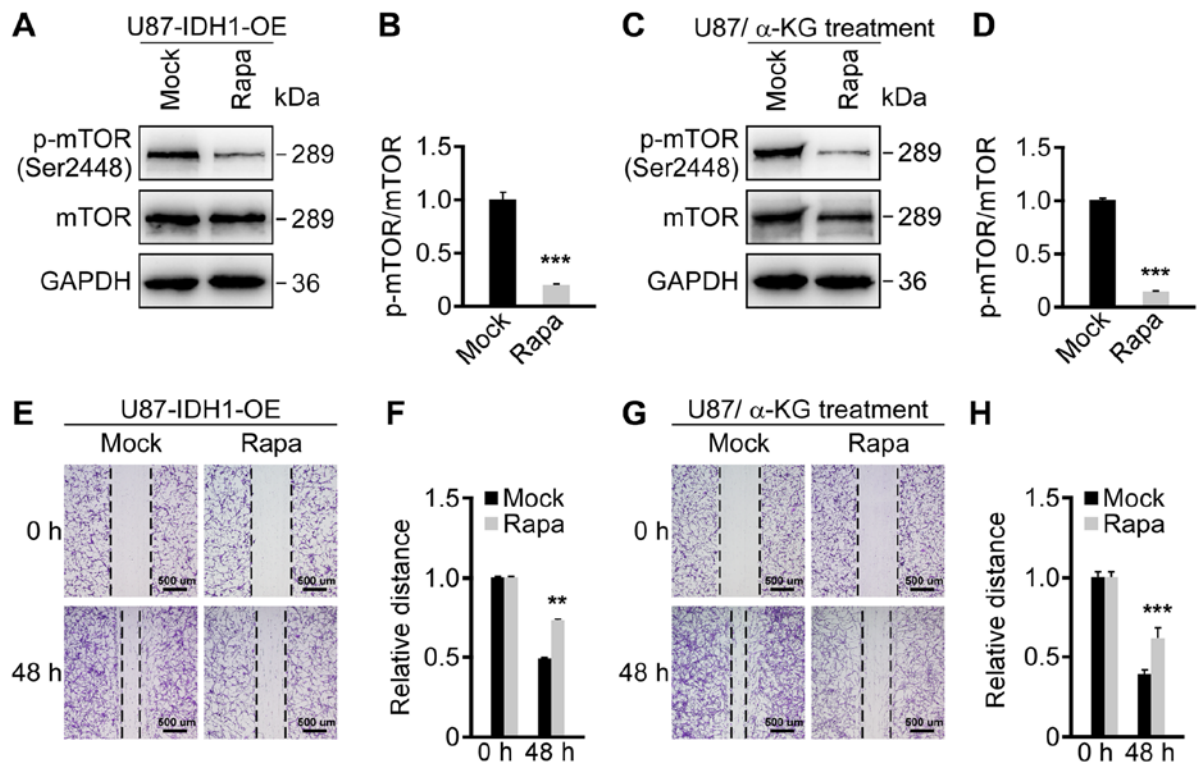 A
U87-IDH1-OE
Mock
Rapa
kDa
p-mTOR
(Ser2448)
-289
mTOR
-289
GAPDH
-36
B
p-mTOR/mTOR
1.5
1.0
0.5
0
***
Mock
Rapa
C
U87/ α-KG treatment
Mock
Rapa
kDa
p-mTOR
(Ser2448)
-289
mTOR
-289
GAPDH
-36
D
p-mTOR/mTOR
1.5
1.0
0.5
0
***
Mock
Rapa
E
U87-IDH1-OE
Mock
Rapa
0 h
500 um
500 um
48 h
500 um
500 um
F
Relative distance
1.5
1.0
0.5
0
Mock
Rapa
**
0 h
48 h
G
U87/ α-KG treatment
Mock
Rapa
0 h
500 um
500 um
48 h
500 um
500 um
H
Relative distance
1.5
1.0
0.5
0
Mock
Rapa
***
0 h
48 h